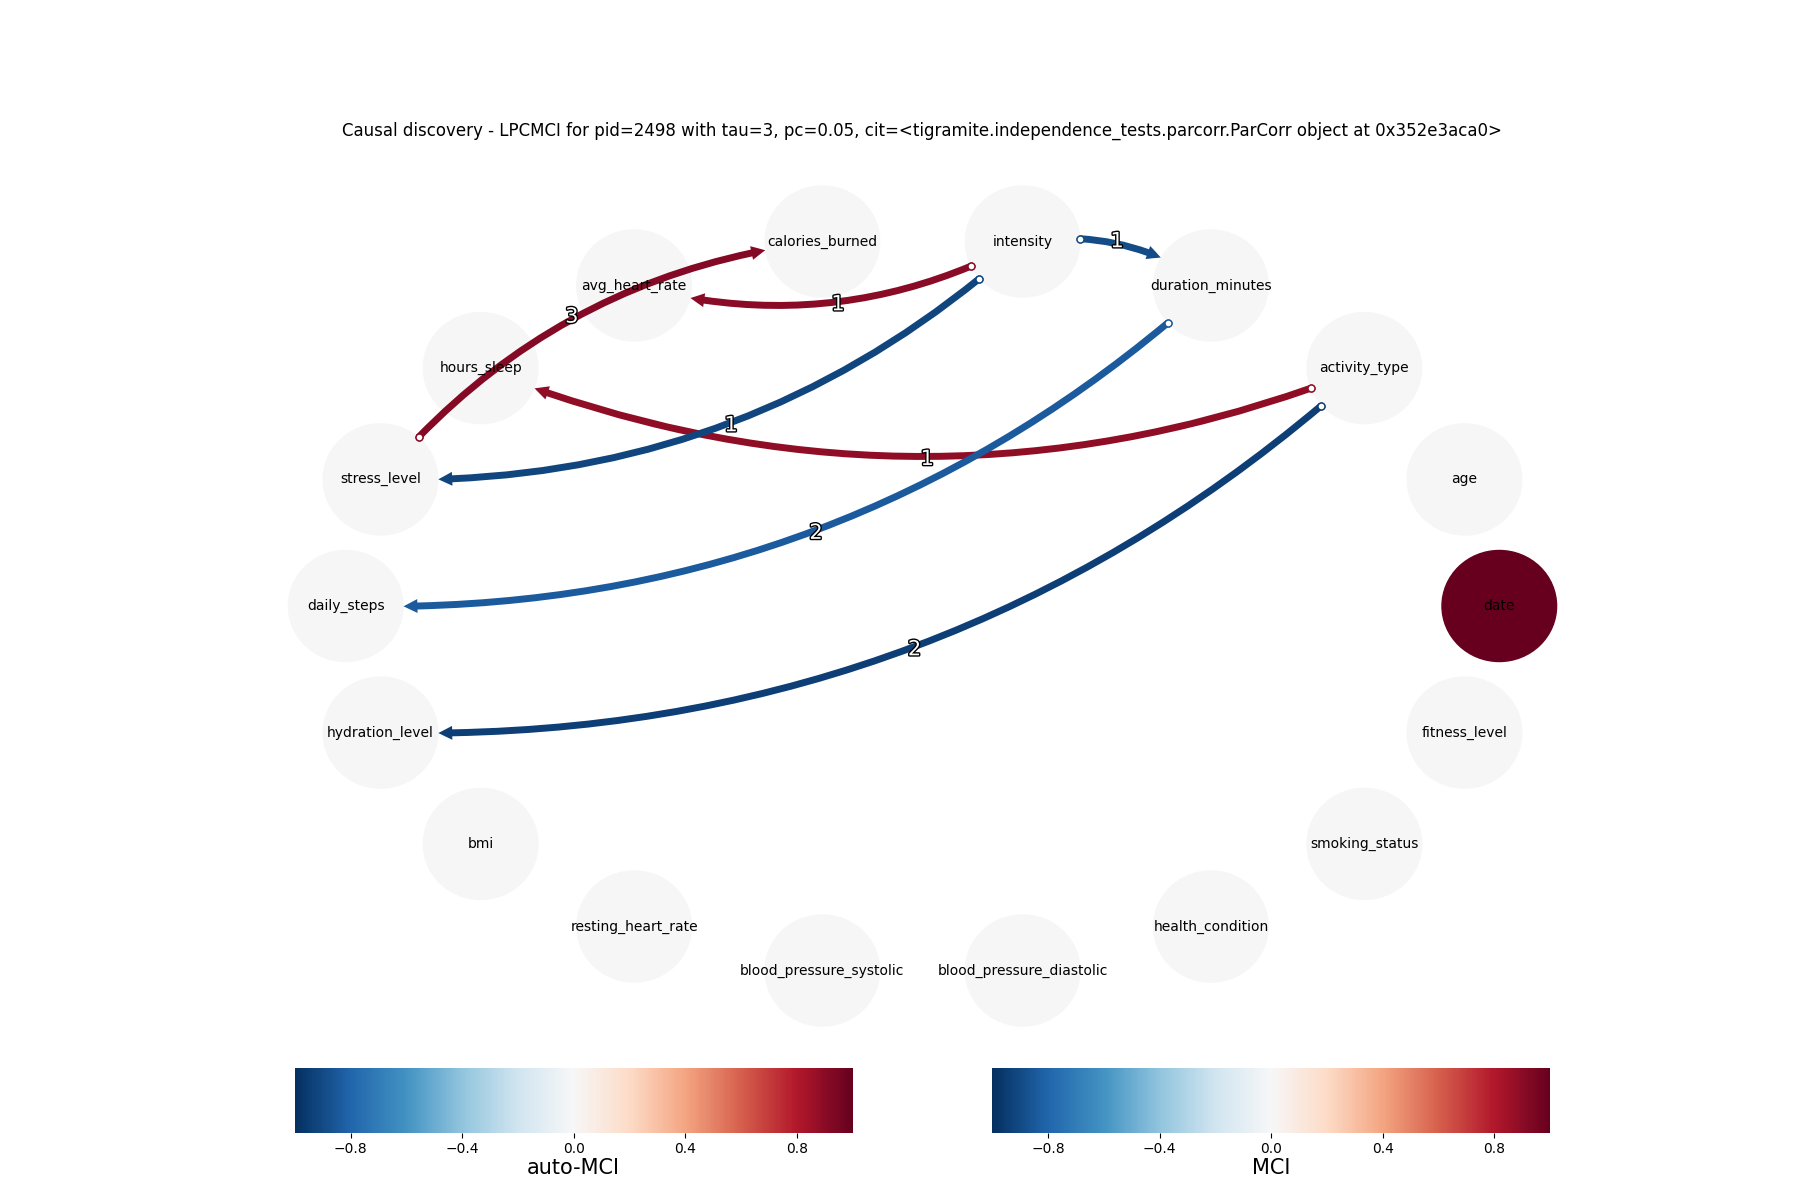 Causal discovery - LPCMCI for pid=2498 with tau=3, pc=0.05, cit=<tigramite.independence_tests.parcorr.ParCorr object at 0x352e3aca0>
calories_burned
intensity
1
avg_heart_rate
duration_minutes
1
3
hours_sleep
activity_type
1
1
stress_level
age
2
daily_steps
date
2
hydration_level
fitness_level
bmi
smoking_status
resting_heart_rate
health_condition
blood_pressure_systolic
blood_pressure_diastolic
−0.8 −0.4 0.0 0.4 0.8
auto-MCI
−0.8 −0.4 0.0 0.4 0.8
MCI